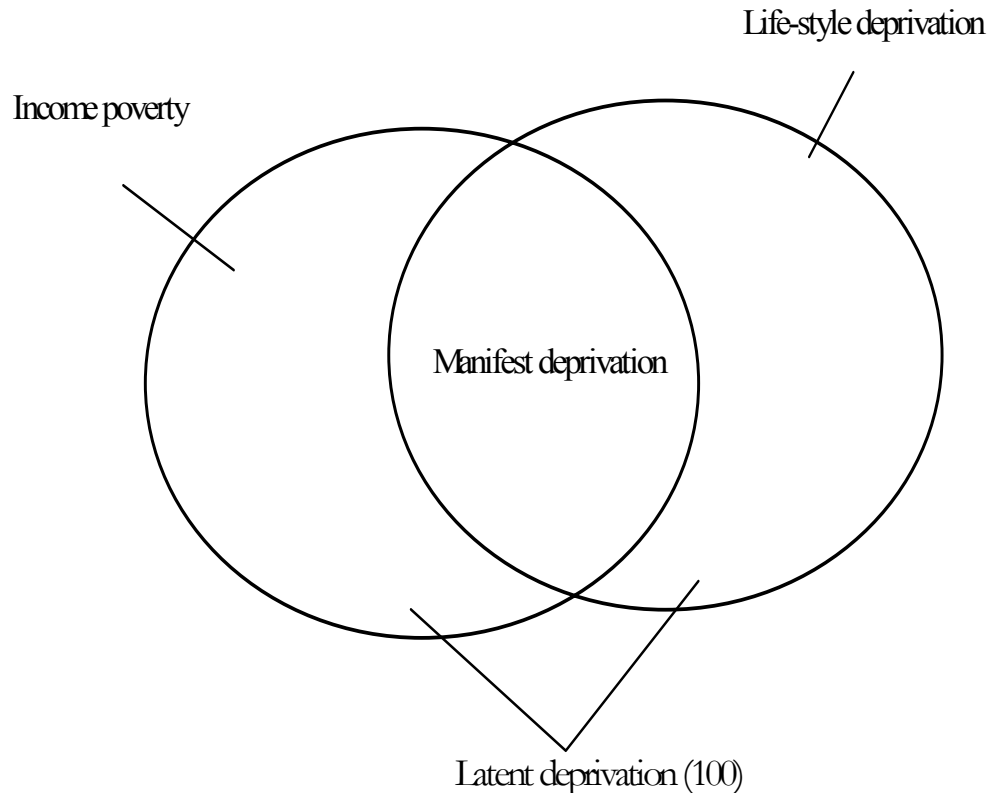 Life-style deprivation
Income poverty
Manifest deprivation
Latent deprivation (100)